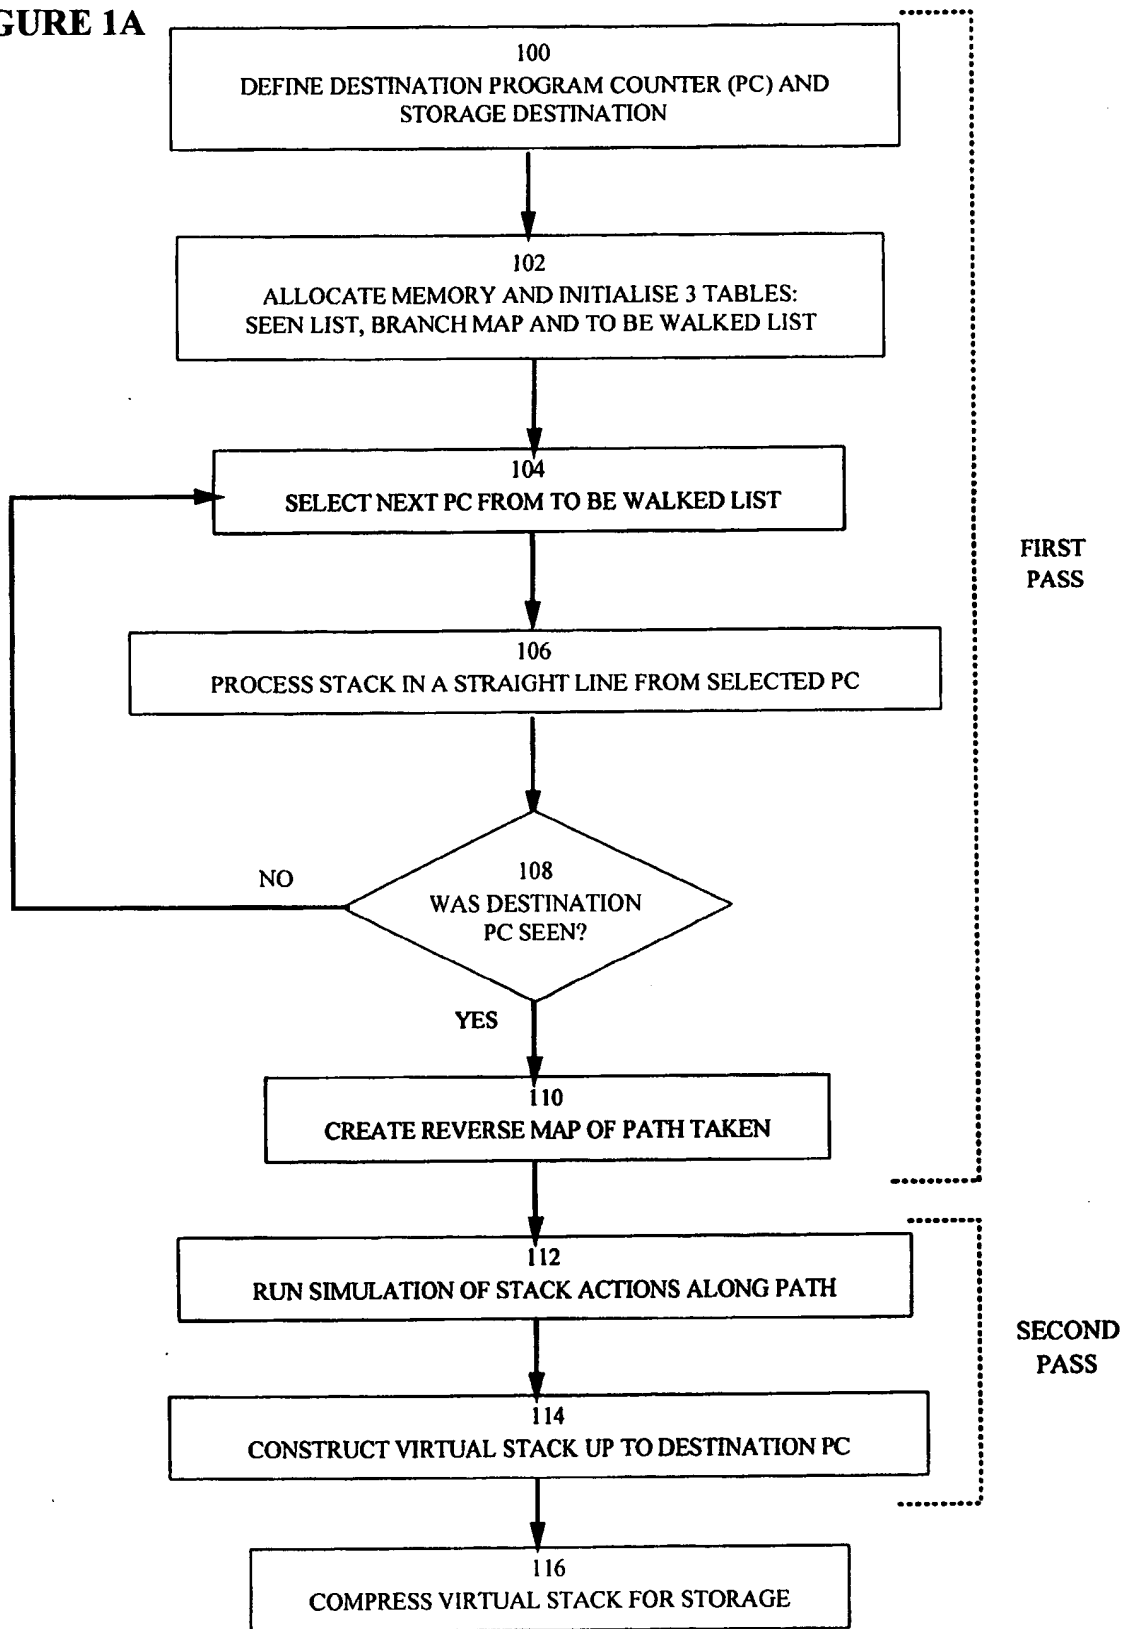 GURE 1A
100
DEFINE DESTINATION PROGRAM COUNTER (PC) AND
STORAGE DESTINATION
102
ALLOCATE MEMORY AND INITIALISE 3 TABLES:
SEEN LIST, BRANCH MAP AND TO BE WALKED LIST
104
SELECT NEXT PC FROM TO BE WALKED LIST
FIRST
PASS
106
PROCESS STACK IN A STRAIGHT LINE FROM SELECTED PC
NO
108
WAS DESTINATION
PC SEEN?
YES
110
CREATE REVERSE MAP OF PATH TAKEN
112
RUN SIMULATION OF STACK ACTIONS ALONG PATH
SECOND
PASS
114
CONSTRUCT VIRTUAL STACK UP TO DESTINATION PC
116
COMPRESS VIRTUAL STACK FOR STORAGE